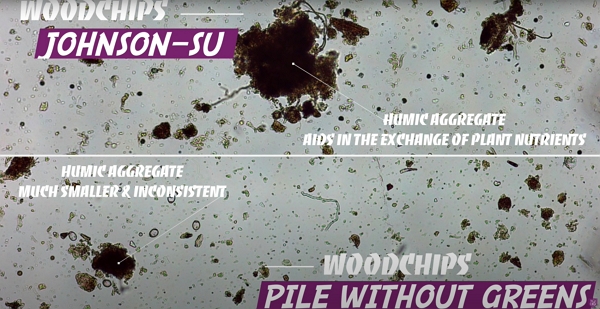 WOODCHIPS
JOHNSON-SU
HUMIC AGGREGATE
AIDS IN THE EXCHANGE OF PLANT NUTRIENTS
HUMIC AGGREGATE
MUCH SMALLER & INCONSISTENT
WOODCHIPS
PILE WITHOUT GREENS